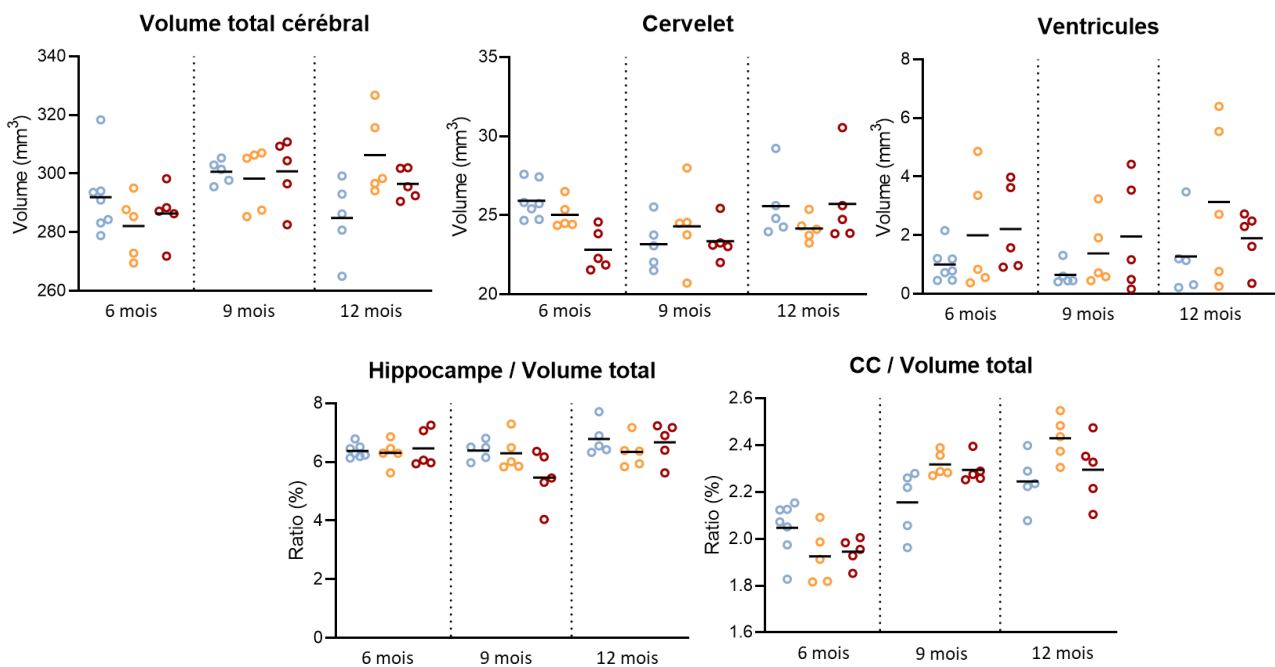 Volume total cérébral
Volume (mm³)
340
320
300
280
260
6 mois
9 mois
12 mois
Cervelet
Volume (mm³)
35
30
25
20
6 mois
9 mois
12 mois
Ventricules
Volume (mm³)
8
6
4
2
0
6 mois
9 mois
12 mois
Hippocampe / Volume total
Ratio (%)
8
6
4
2
0
6 mois
9 mois
12 mois
CC / Volume total
Ratio (%)
2.6
2.4
2.2
2.0
1.8
1.6
6 mois
9 mois
12 mois